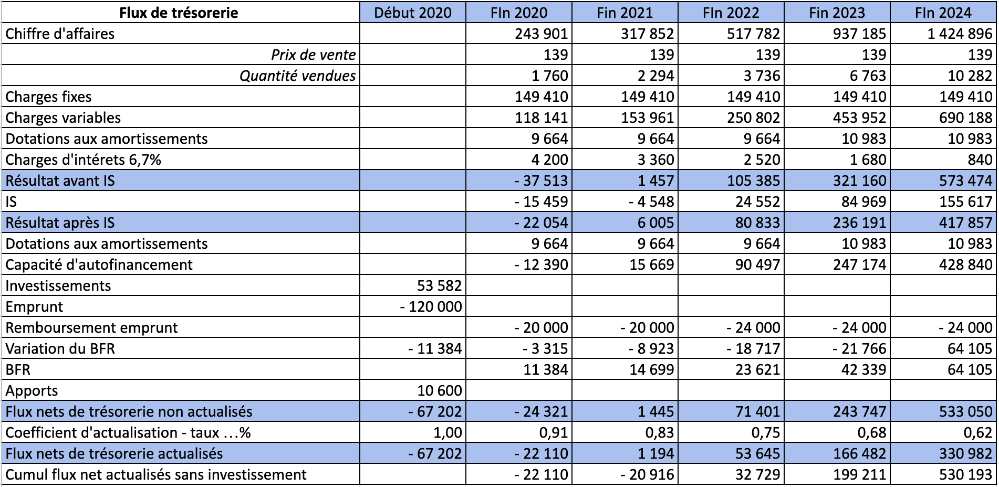 Flux de trésorerie Début 2020 FIn 2020 Fin 2021 FIn 2022 Fin 2023 FIn 2024
Chiffre d'affaires 243 901 317 852 517 782 937 185 1 424 896
Prix de vente 139 139 139 139 139
Quantité vendues 1 760 2 294 3 736 6 763 10 282
Charges fixes 149 410 149 410 149 410 149 410 149 410
Charges variables 118 141 153 961 250 802 453 952 690 188
Dotations aux amortissements 9 664 9 664 9 664 10 983 10 983
Charges d'intérets 6,7% 4 200 3 360 2 520 1 680 840
Résultat avant IS - 37 513 1 457 105 385 321 160 573 474
IS - 15 459 - 4 548 24 552 84 969 155 617
Résultat après IS - 22 054 6 005 80 833 236 191 417 857
Dotations aux amortissements 9 664 9 664 9 664 10 983 10 983
Capacité d'autofinancement - 12 390 15 669 90 497 247 174 428 840
Investissements 53 582
Emprunt - 120 000
Remboursement emprunt - 20 000 - 20 000 - 24 000 - 24 000 - 24 000
Variation du BFR - 11 384 - 3 315 - 8 923 - 18 717 - 21 766 64 105
BFR 11 384 14 699 23 621 42 339 64 105
Apports 10 600
Flux nets de trésorerie non actualisés - 67 202 - 24 321 1 445 71 401 243 747 533 050
Coefficient d'actualisation - taux ...% 1,00 0,91 0,83 0,75 0,68 0,62
Flux nets de trésorerie actualisés - 67 202 - 22 110 1 194 53 645 166 482 330 982
Cumul flux net actualisés sans investissement - 22 110 - 20 916 32 729 199 211 530 193